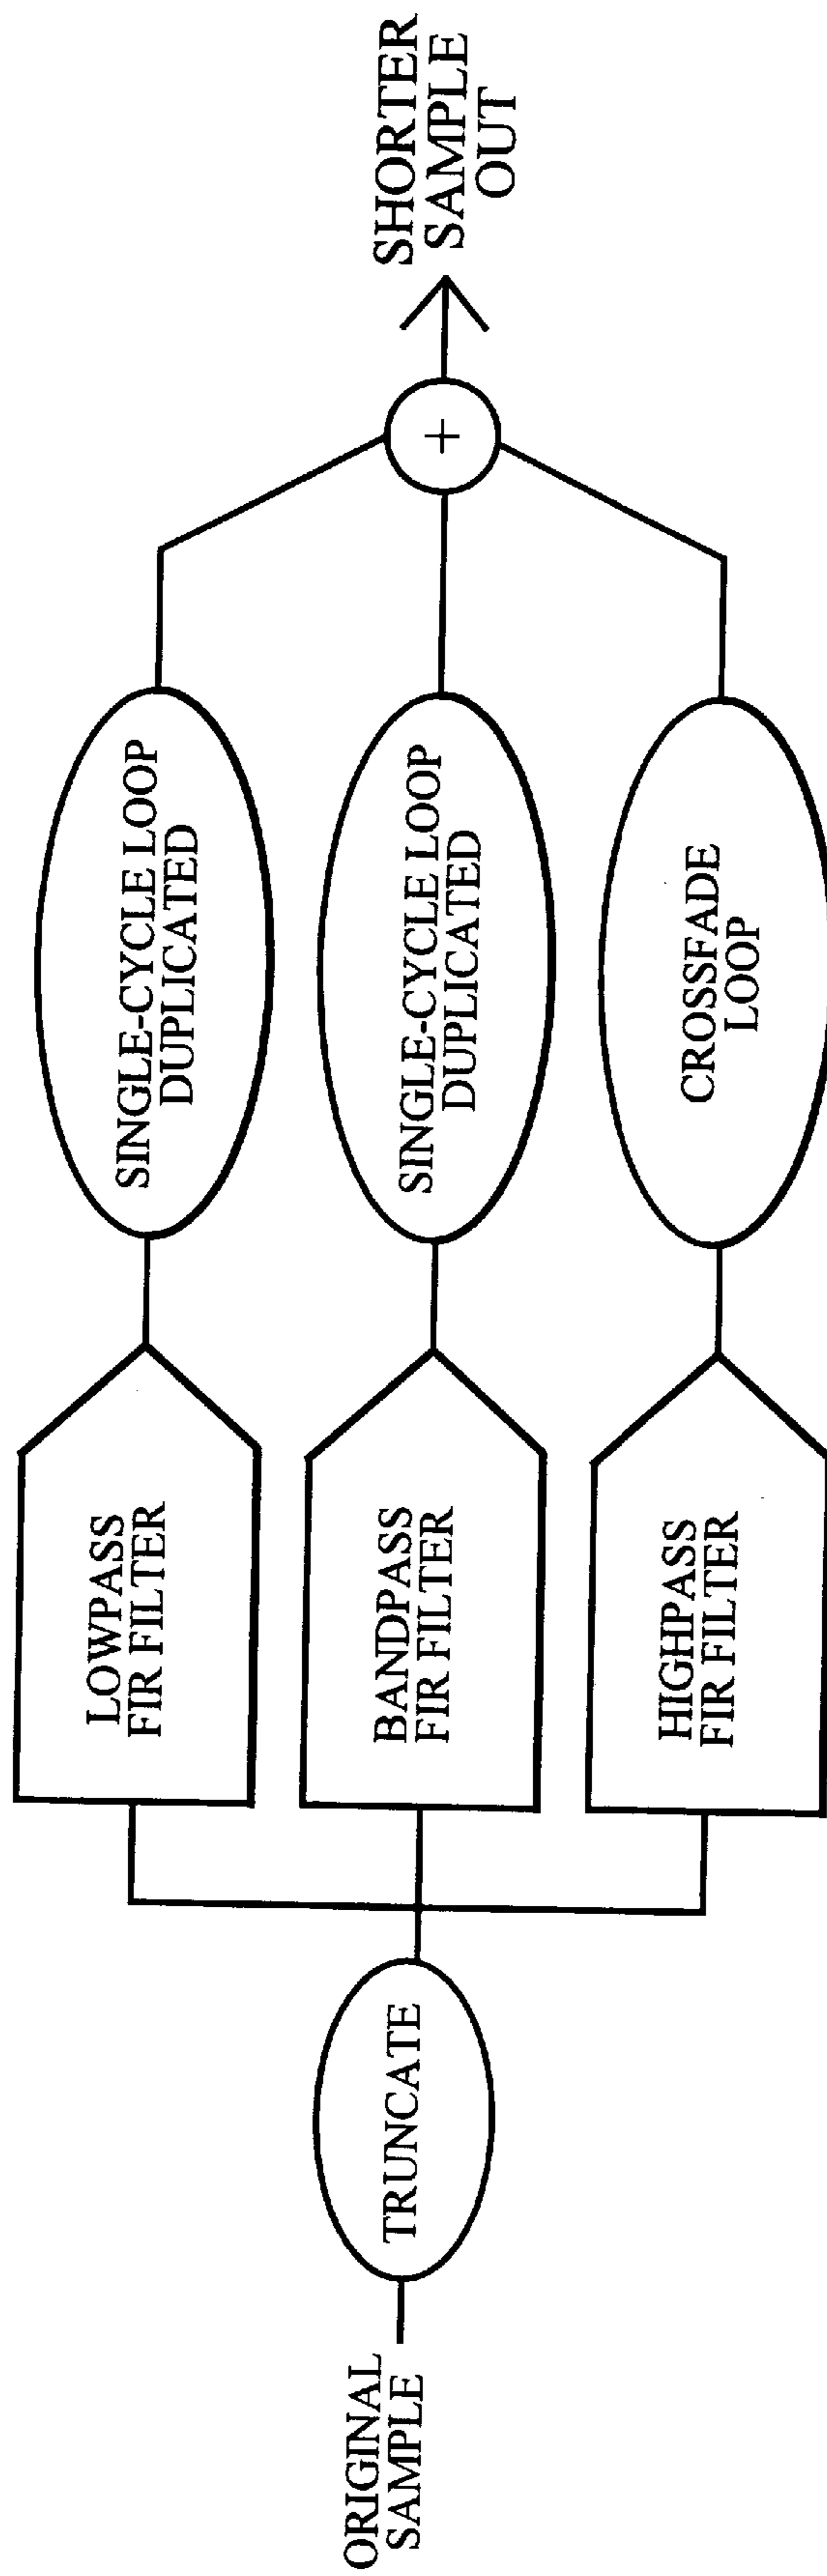 ORIGINAL
SAMPLE
TRUNCATE
LOWPASS
FIR FILTER
SINGLE-CYCLE LOOP
DUPLICATED
BANDPASS
FIR FILTER
SINGLE-CYCLE LOOP
DUPLICATED
HIGHPASS
FIR FILTER
CROSSFADE
LOOP
+
SHORTER
SAMPLE
OUT